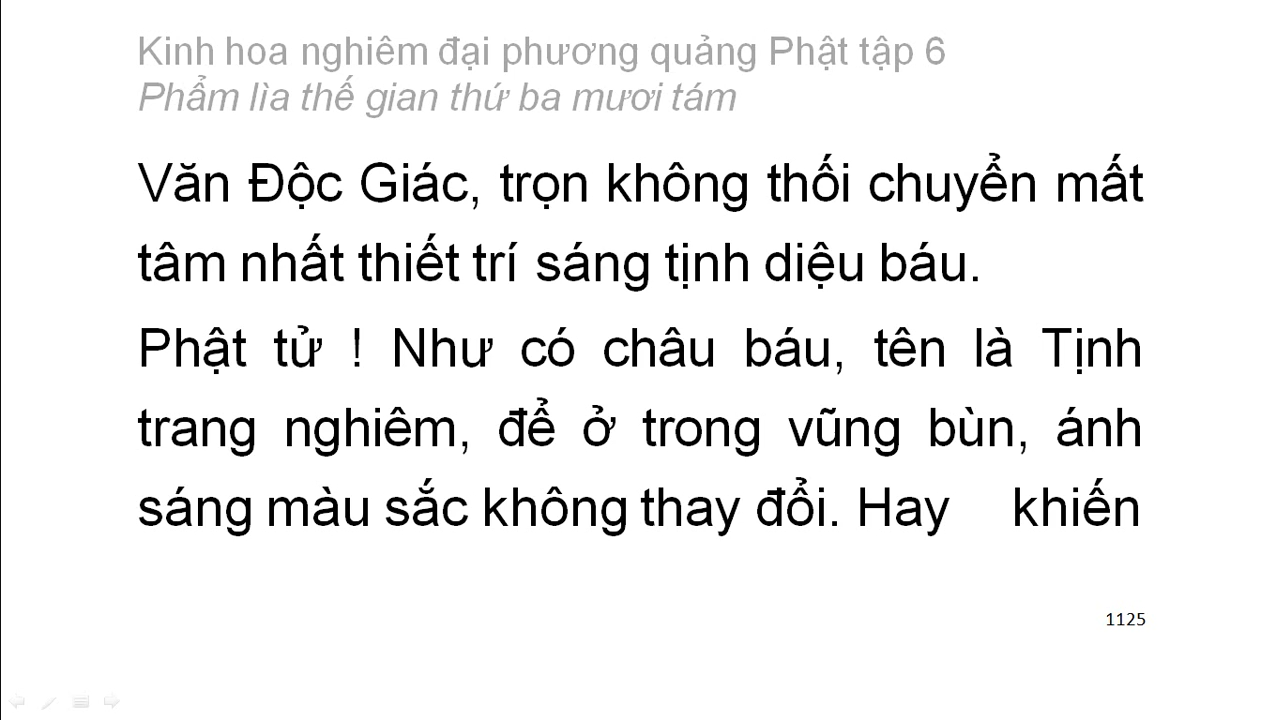 Kinh hoa nghiêm đại phương quảng Phật tập 6
Phẩm lìa thế gian thứ ba mươi tám
Văn Độc Giác, trọn không thối chuyển mất
tâm nhất thiết trí sáng tịnh diệu báu.
Phật tử ! Như có châu báu, tên là Tịnh
trang nghiêm, để ở trong vũng bùn, ánh
sáng màu sắc không thay đổi. Hay khiến
1125